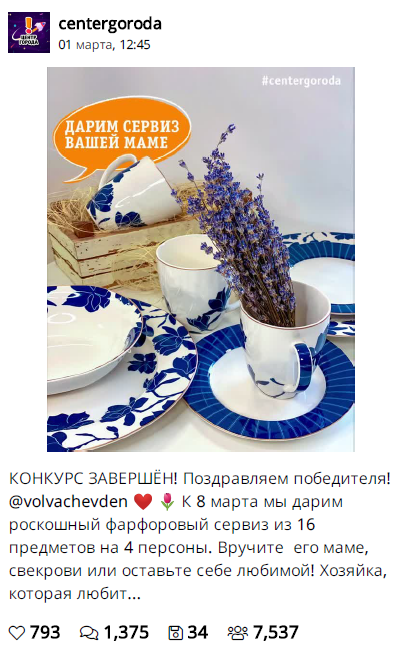 centergoroda
01 марта, 12:45
ЦЕНТР
ГОРОДА
#centergoroda
ДАРИМ СЕРВИЗ
ВАШЕЙ МАМЕ
КОНКУРС ЗАВЕРШЁН! Поздравляем победителя!
@volvachevden ❤️ 🌷 К 8 марта мы дарим
роскошный фарфоровый сервиз из 16
предметов на 4 персоны. Вручите его маме,
свекрови или оставьте себе любимой! Хозяйка,
которая любит...
793 1,375 34 7,537